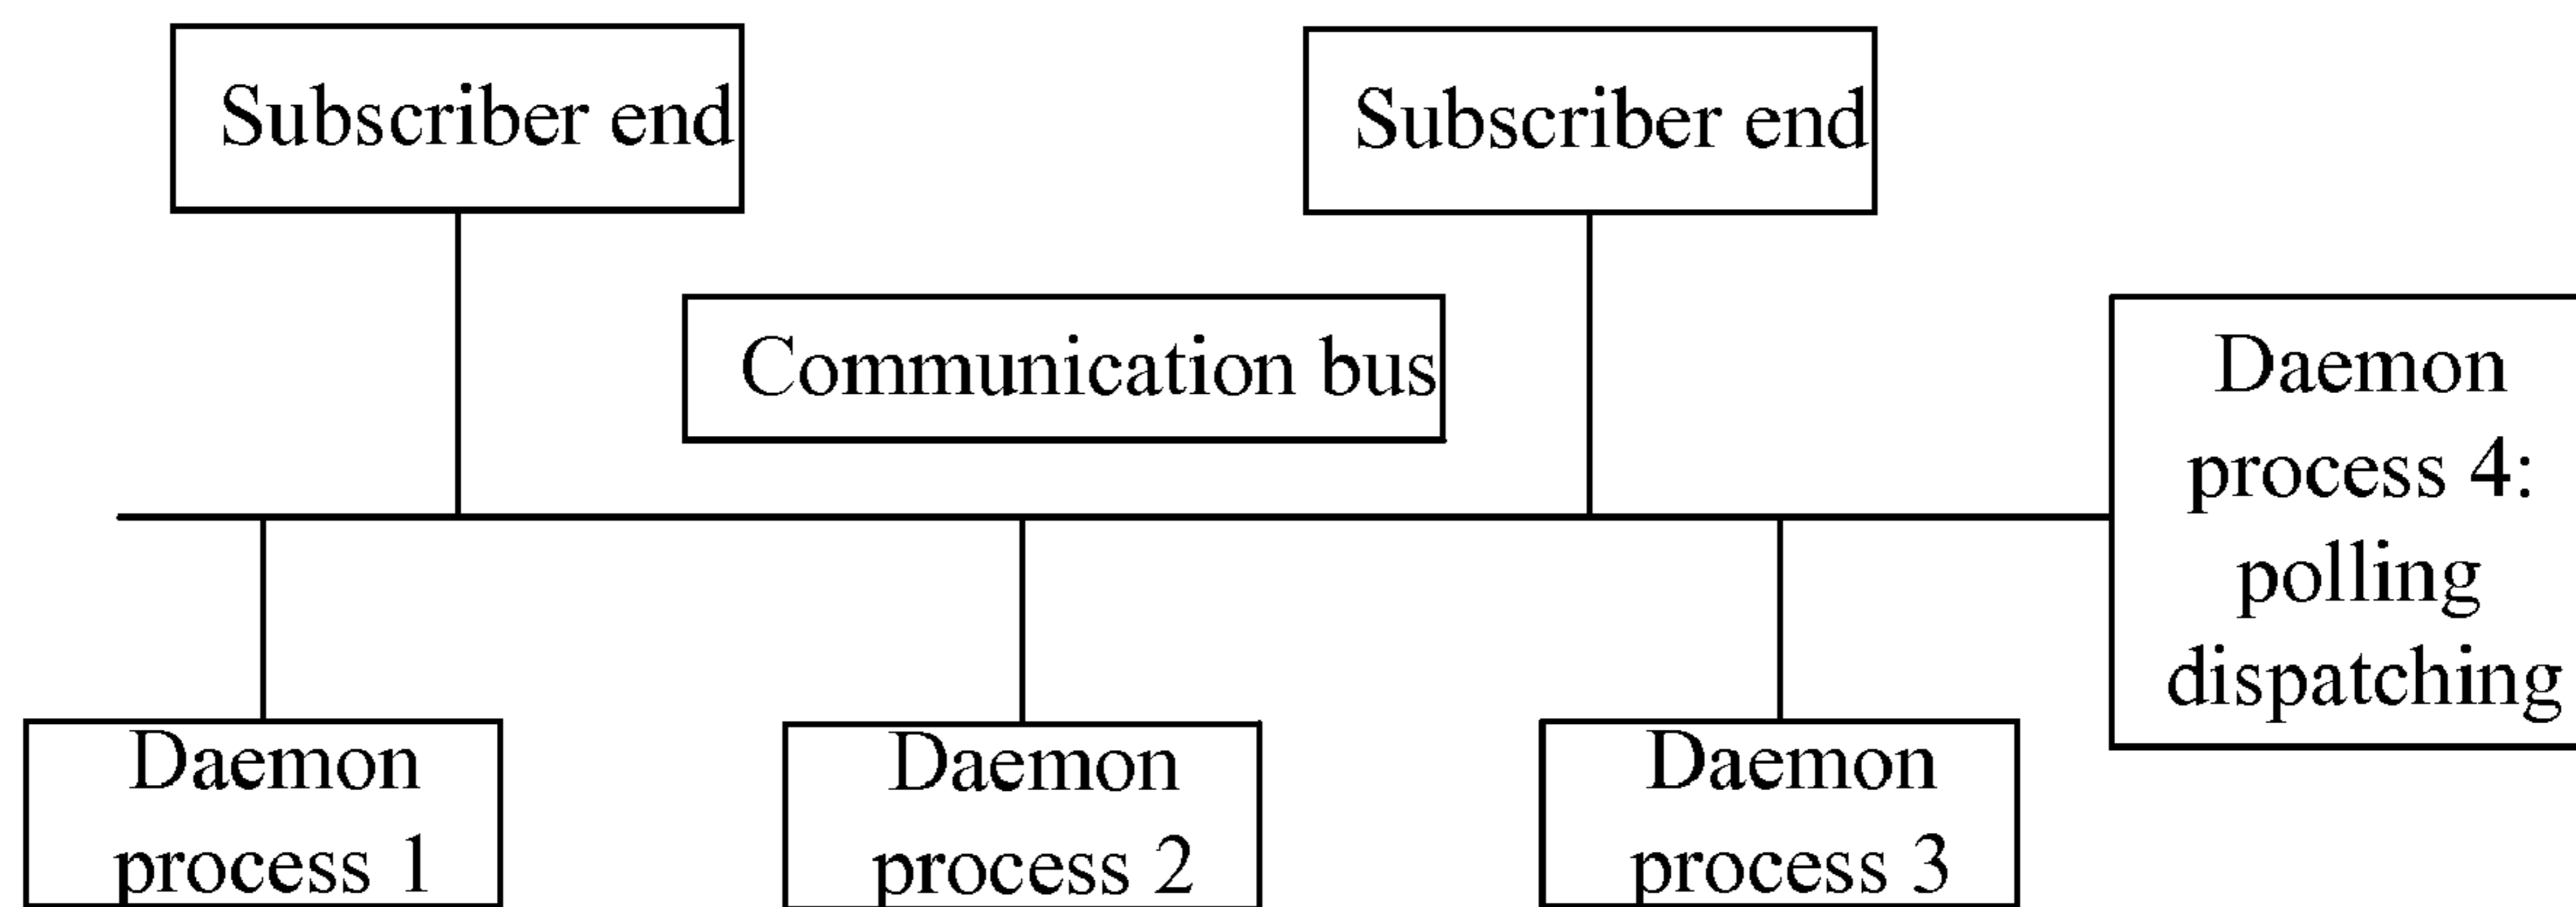 Subscriber end
Subscriber end
Communication bus
Daemon
process 4:
polling
dispatching
Daemon
process 1
Daemon
process 2
Daemon
process 3